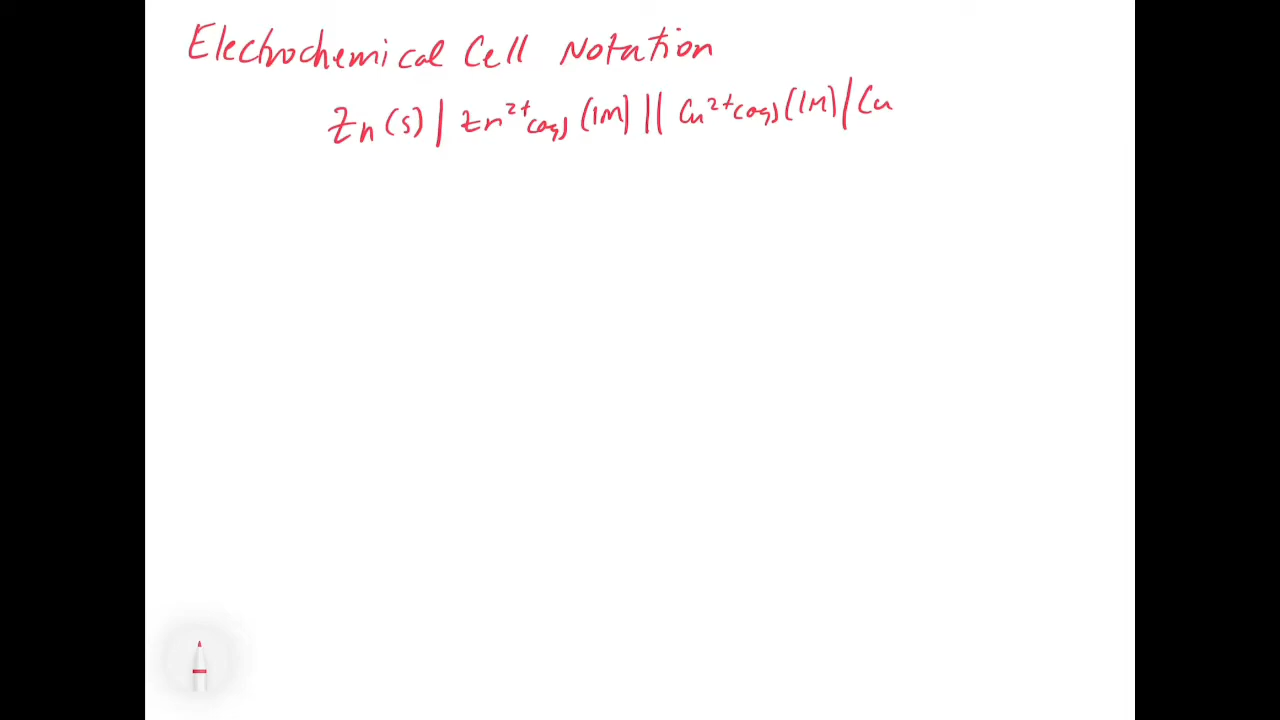 Electrochemical Cell Notation
Zn(s) | Zn²⁺(aq) (1M) || Cu²⁺(aq) (1M) | Cu